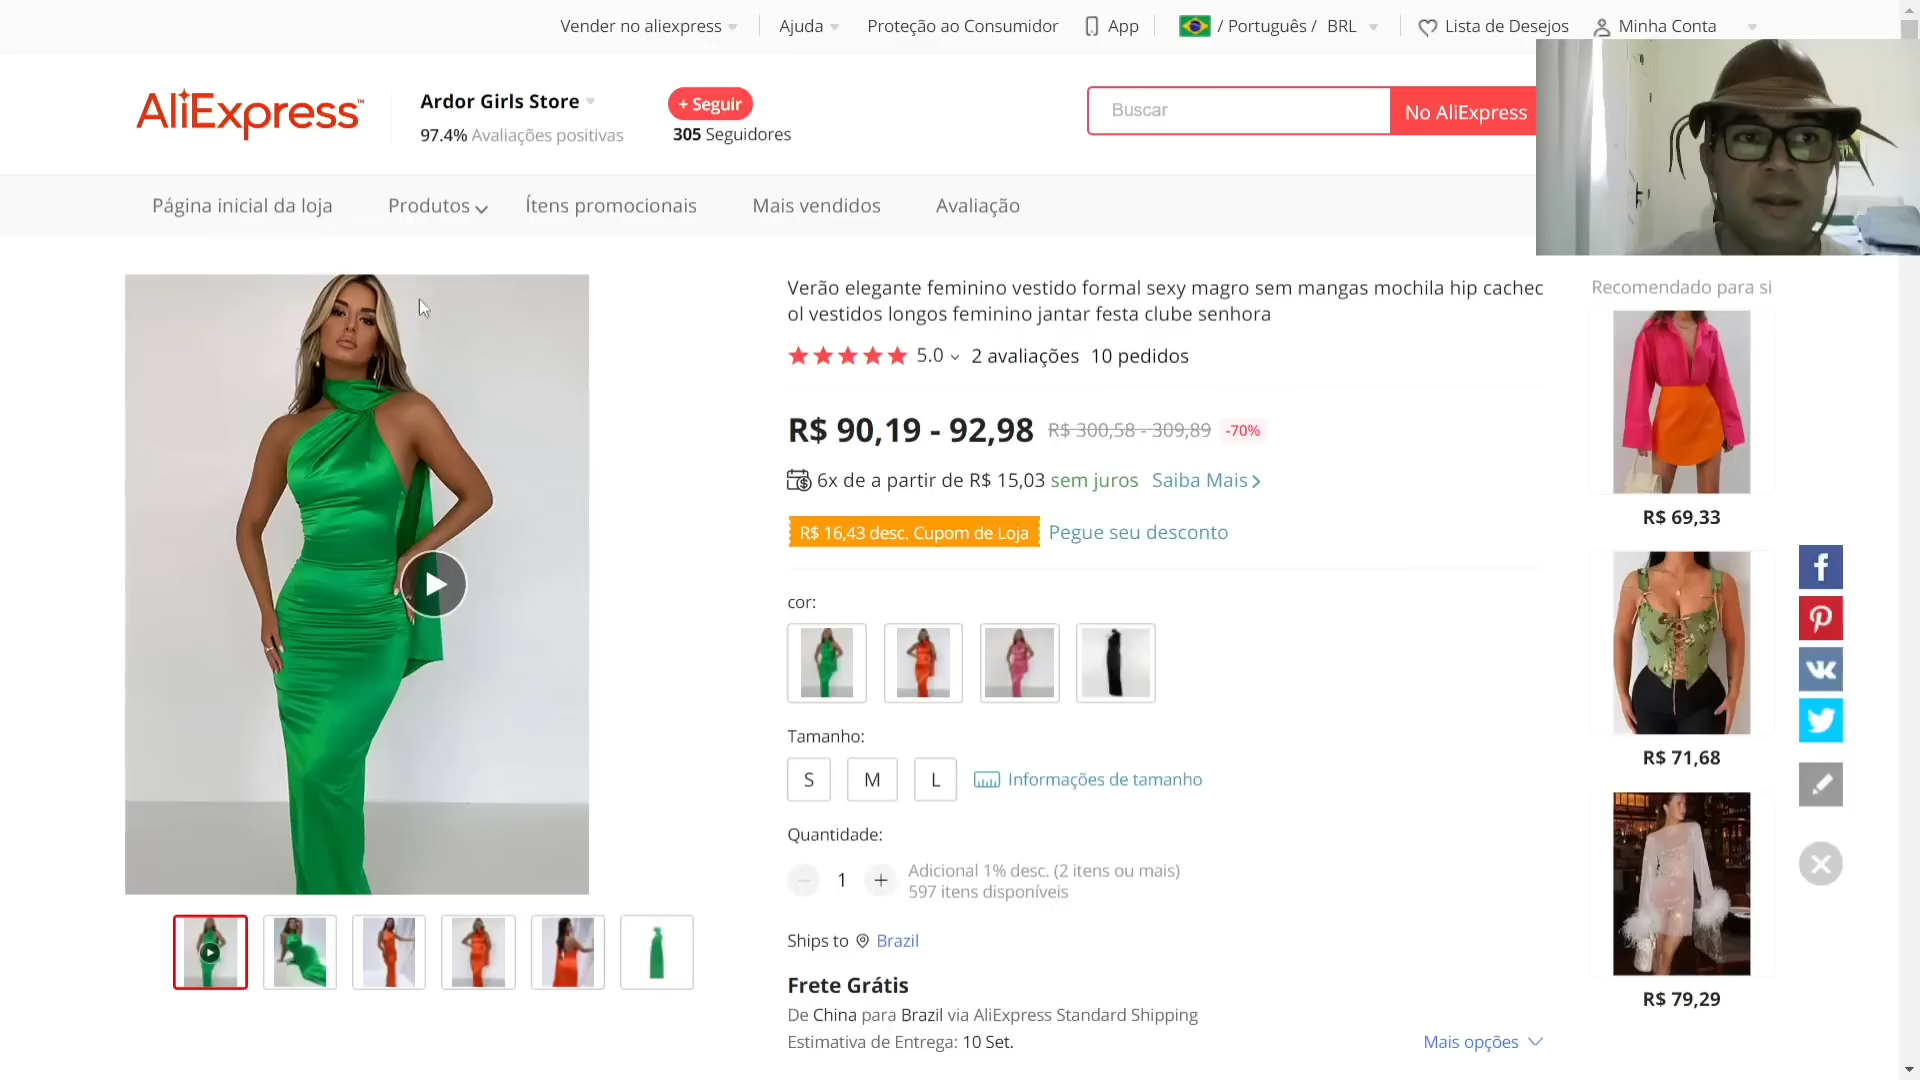 Vender no aliexpress
Ajuda
Proteção ao Consumidor
App
/ Português / BRL
Lista de Desejos
Minha Conta
AliExpress™
Ardor Girls Store
97.4% Avaliações positivas
+ Seguir
305 Seguidores
Buscar
No AliExpress
Página inicial da loja
Produtos
Ítens promocionais
Mais vendidos
Avaliação
Verão elegante feminino vestido formal sexy magro sem mangas mochila hip cachec
ol vestidos longos feminino jantar festa clube senhora
5.0
2 avaliações
10 pedidos
R$ 90,19 - 92,98
R$ 300,58 - 309,89
-70%
6x de a partir de R$ 15,03 sem juros Saiba Mais
R$ 16,43 desc. Cupom de Loja
Pegue seu desconto
cor:
Tamanho:
S
M
L
Informações de tamanho
Quantidade:
1
Adicional 1% desc. (2 itens ou mais)
597 itens disponíveis
Ships to
Brazil
Frete Grátis
De China para Brazil via AliExpress Standard Shipping
Estimativa de Entrega: 10 Set.
Mais opções
Recomendado para si
R$ 69,33
R$ 71,68
R$ 79,29